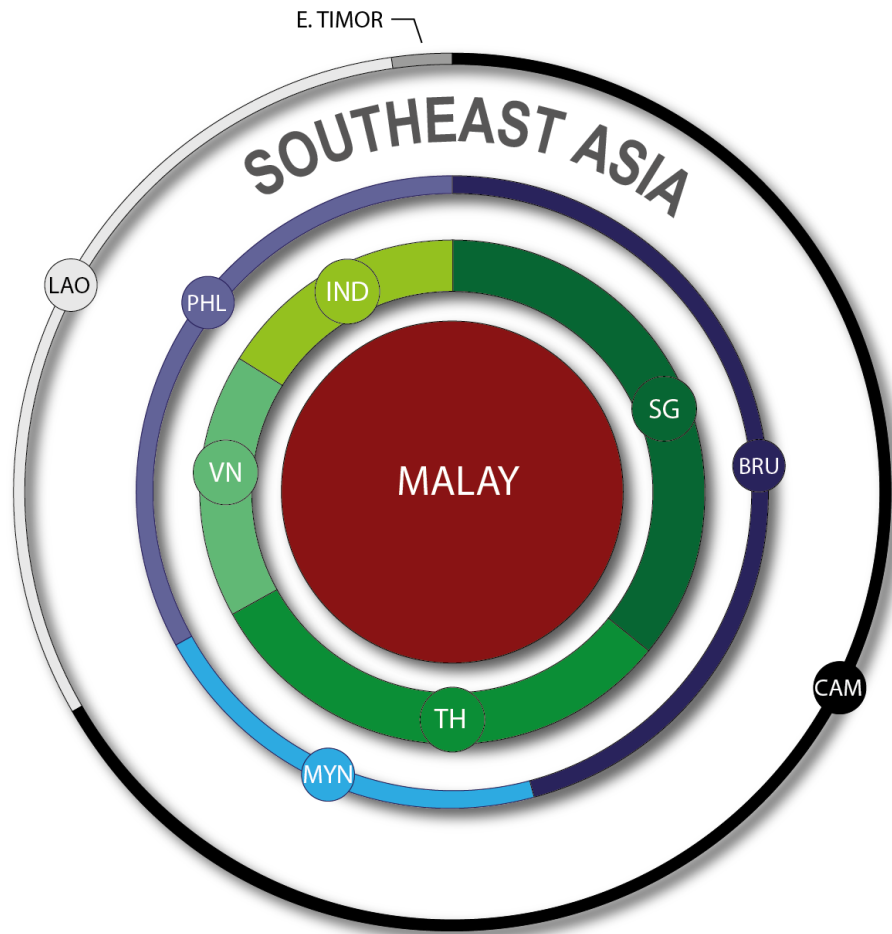 E. TIMOR
SOUTHEAST ASIA
LAO
PHL
IND
SG
VN
MALAY
BRU
CAM
TH
MYN